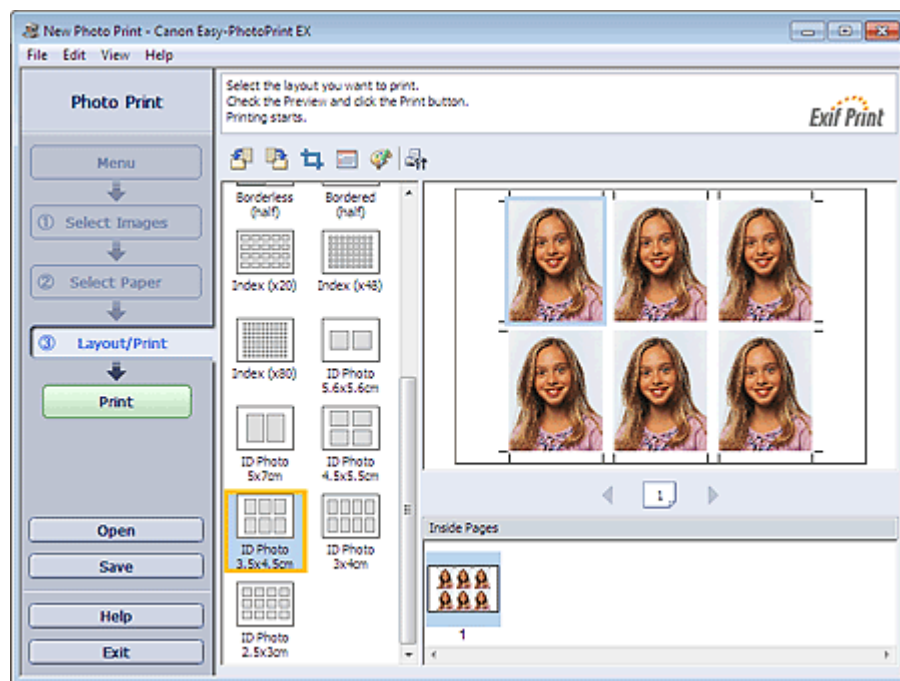 New Photo Print - Canon Easy-PhotoPrint EX
File Edit View Help
Photo Print
Select the layout you want to print.
Check the Preview and click the Print button.
Printing starts.
Exif Print
Menu
① Select Images
② Select Paper
③ Layout/Print
Print
Open
Save
Help
Exit
Borderless Bordered
(half) (half)
Index (x20) Index (x48)
Index (x80) ID Photo
5.6x5.6cm
ID Photo ID Photo
5x7cm 4.5x5.5cm
ID Photo ID Photo
3.5x4.5cm 3x4cm
ID Photo
2.5x3cm
1
Inside Pages
1